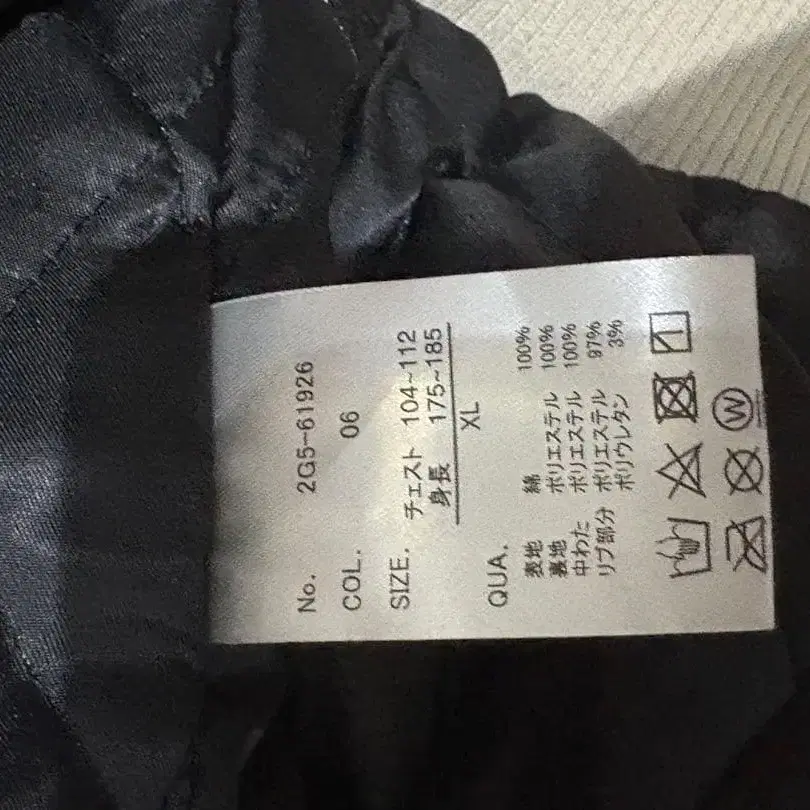 No. 2G5-61926
COL. 06
SIZE. チェスト 104~112
身長 175~185
XL
QUA.
表地 綿 100%
裏地 ポリエステル 100%
中わた ポリエステル 100%
リブ部分 ポリエステル 97%
ポリウレタン 3%
W